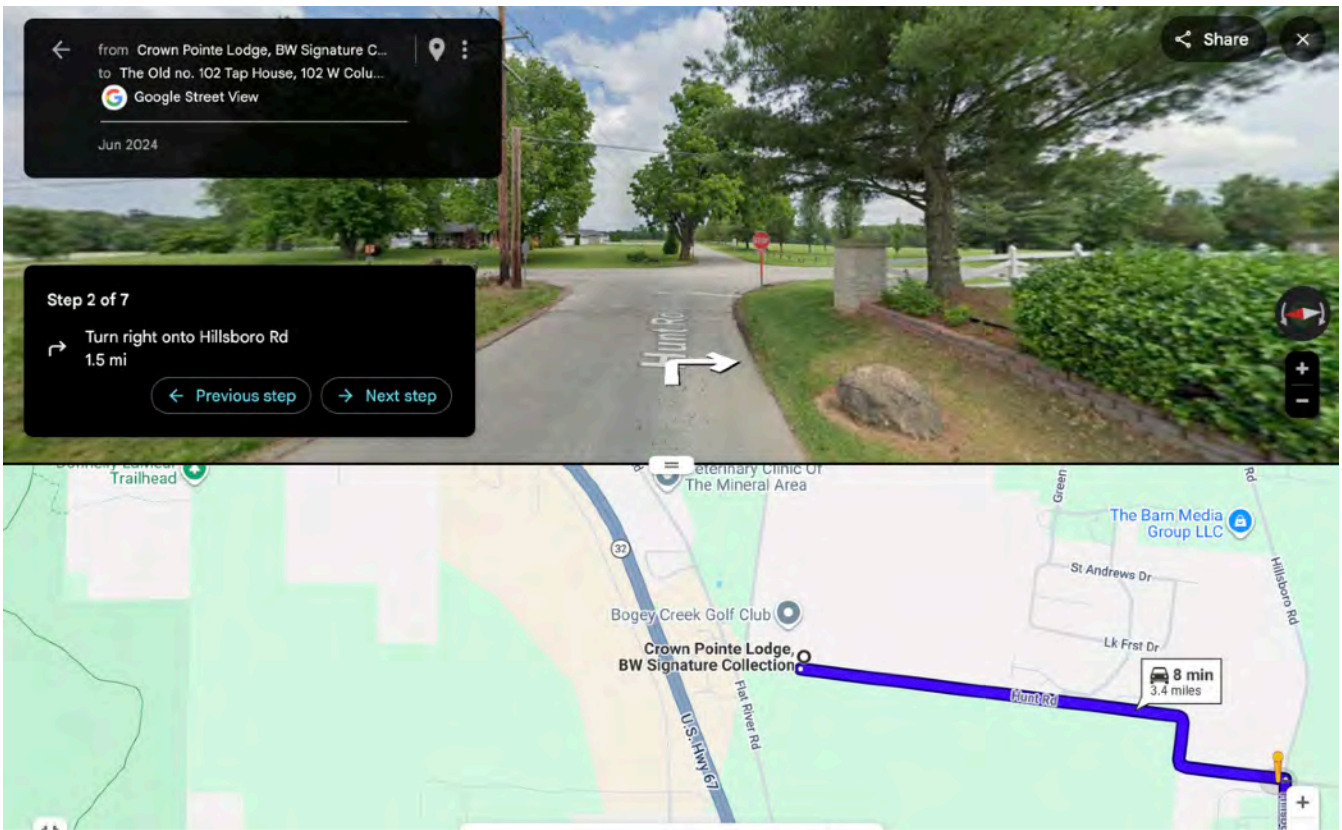 from Crown Pointe Lodge, BW Signature C...
to The Old no. 102 Tap House, 102 W Colu...
Google Street View
Jun 2024
Share
STOP
Hunt Rd
Step 2 of 7
Turn right onto Hillsboro Rd
1.5 mi
Previous step
Next step
Trailhead
The Mineral Area
Green
Rd
The Barn Media
Group LLC
32
St Andrews Dr
Hillsboro Rd
Bogey Creek Golf Club
Lk Frst Dr
Crown Pointe Lodge,
BW Signature Collection
8 min
3.4 miles
Hunt Rd
Flat River Rd
U.S. Hwy 67